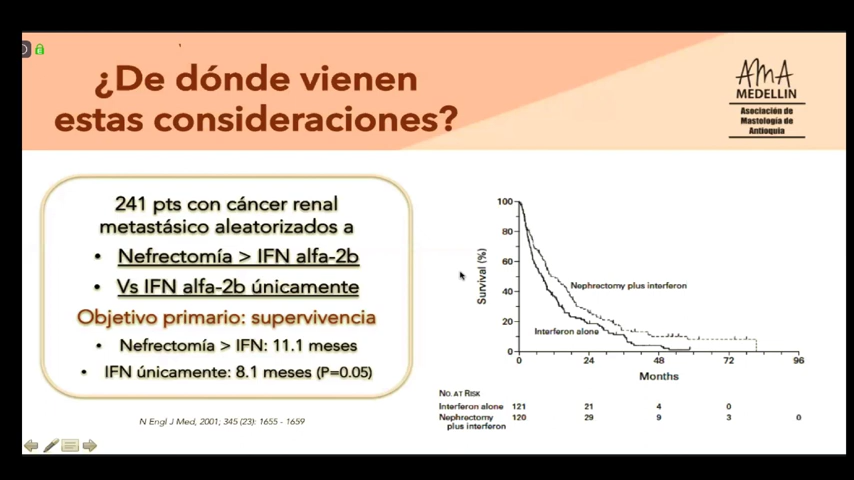 ¿De dónde vienen
estas consideraciones?
AMA
MEDELLIN
Asociación de
Mastología de
Antioquia
241 pts con cáncer renal
metastásico aleatorizados a
• Nefrectomía > IFN alfa-2b
• Vs IFN alfa-2b únicamente
Objetivo primario: supervivencia
• Nefrectomía > IFN: 11.1 meses
• IFN únicamente: 8.1 meses (P=0.05)
N Engl J Med, 2001; 345 (23): 1655 - 1659
Survival (%)
100
80
60
40
20
0
Nephrectomy plus interferon
Interferon alone
0 24 48 72 96
Months
NO. AT RISK
Interferon alone 121 21 4 0
Nephrectomy 120 29 9 3 0
plus interferon